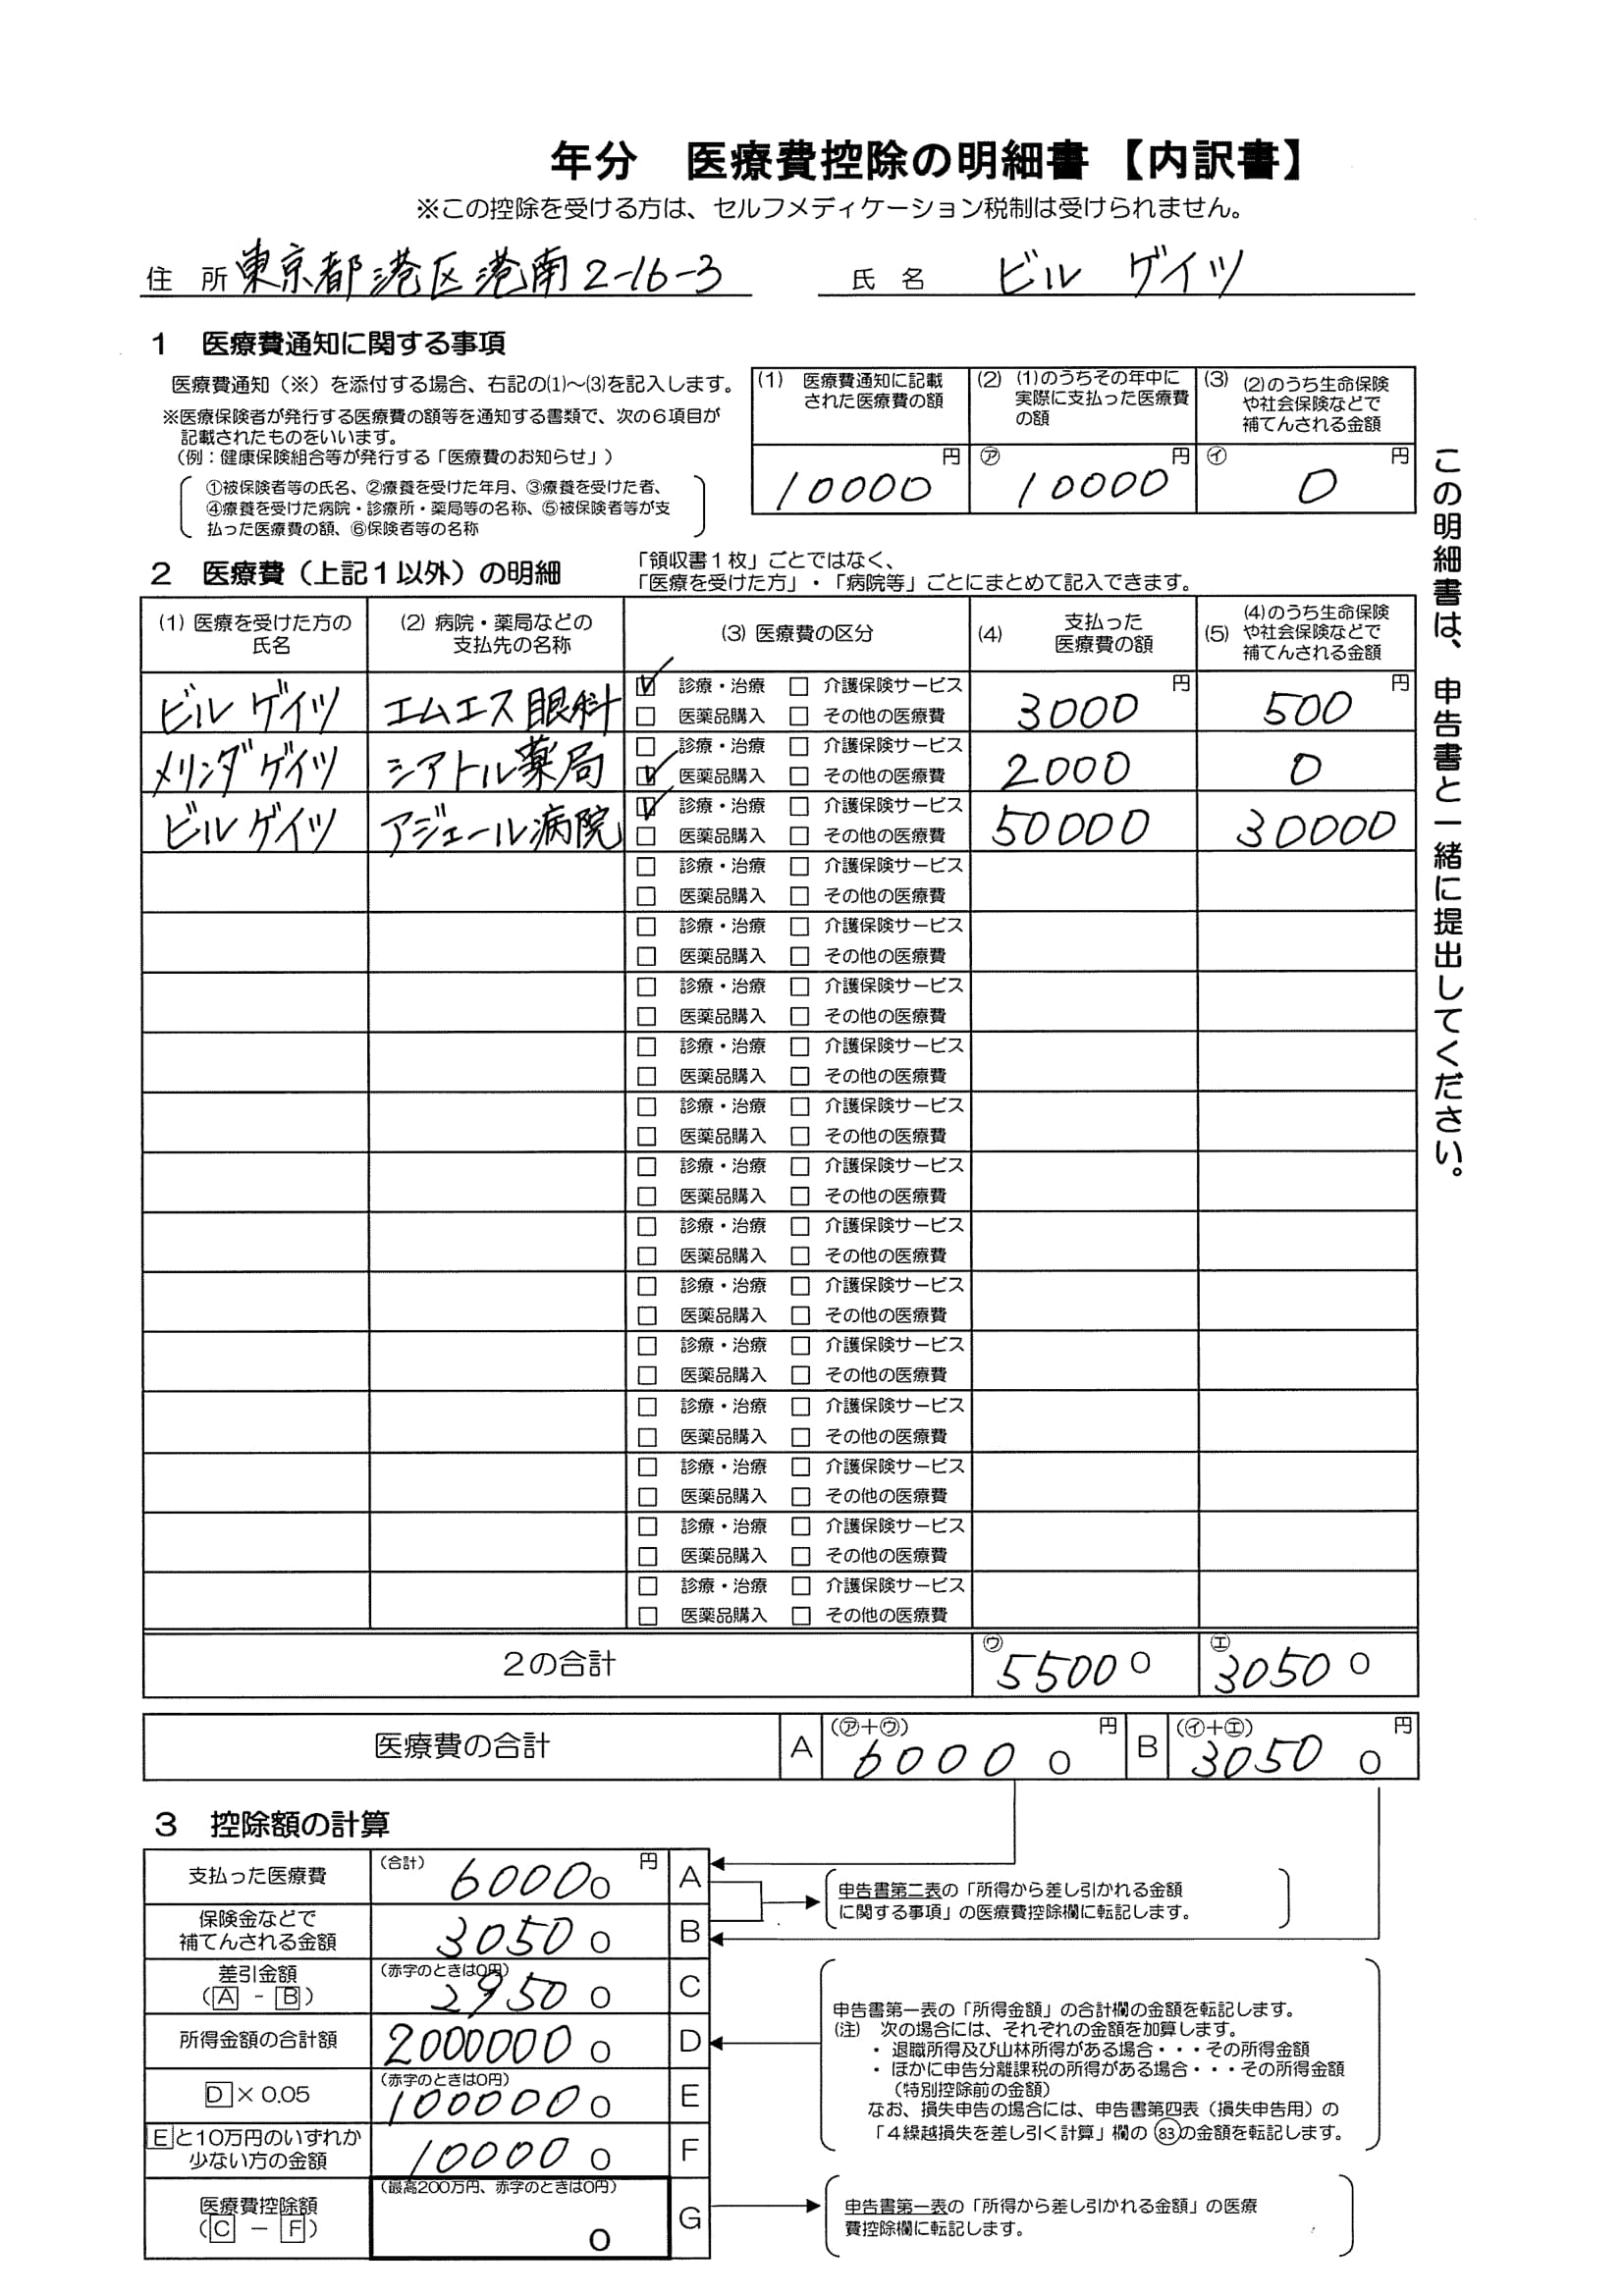 年分 医療費控除の明細書【内訳書】
※この控除を受ける方は、セルフメディケーション税制は受けられません。
住 所 東京都港区港南2-16-3 氏 名 ビル ゲイツ
1 医療費通知に関する事項
医療費通知（※）を添付する場合、右記の(1)～(3)を記入します。
※医療保険者が発行する医療費の額等を通知する書類で、次の6項目が
記載されたものをいいます。
（例：健康保険組合等が発行する「医療費のお知らせ」）
①被保険者等の氏名、②療養を受けた年月、③療養を受けた者、
④療養を受けた病院・診療所・薬局等の名称、⑤被保険者等が支
払った医療費の額、⑥保険者等の名称
(1) 医療費通知に記載
された医療費の額
(2) (1)のうちその年中に
実際に支払った医療費
の額
(3) (2)のうち生命保険
や社会保険などで
補てんされる金額
10000 円 ㋐ 10000 円 ㋑ 0 円
2 医療費（上記1以外）の明細
「領収書1枚」ごとではなく、
「医療を受けた方」・「病院等」ごとにまとめて記入できます。
(1) 医療を受けた方の
氏名
(2) 病院・薬局などの
支払先の名称
(3) 医療費の区分
(4) 支払った
医療費の額
(5) (4)のうち生命保険
や社会保険などで
補てんされる金額
ビル ゲイツ エムエス眼科 ☑ 診療・治療 □ 介護保険サービス 3000 円 500 円
□ 医薬品購入 □ その他の医療費
メリンダ ゲイツ シアトル薬局 □ 診療・治療 □ 介護保険サービス 2000 0
☑ 医薬品購入 □ その他の医療費
ビル ゲイツ アジェール病院 ☑ 診療・治療 □ 介護保険サービス 50000 30000
□ 医薬品購入 □ その他の医療費
□ 診療・治療 □ 介護保険サービス
□ 医薬品購入 □ その他の医療費
□ 診療・治療 □ 介護保険サービス
□ 医薬品購入 □ その他の医療費
□ 診療・治療 □ 介護保険サービス
□ 医薬品購入 □ その他の医療費
□ 診療・治療 □ 介護保険サービス
□ 医薬品購入 □ その他の医療費
□ 診療・治療 □ 介護保険サービス
□ 医薬品購入 □ その他の医療費
□ 診療・治療 □ 介護保険サービス
□ 医薬品購入 □ その他の医療費
□ 診療・治療 □ 介護保険サービス
□ 医薬品購入 □ その他の医療費
□ 診療・治療 □ 介護保険サービス
□ 医薬品購入 □ その他の医療費
□ 診療・治療 □ 介護保険サービス
□ 医薬品購入 □ その他の医療費
□ 診療・治療 □ 介護保険サービス
□ 医薬品購入 □ その他の医療費
□ 診療・治療 □ 介護保険サービス
□ 医薬品購入 □ その他の医療費
□ 診療・治療 □ 介護保険サービス
□ 医薬品購入 □ その他の医療費
□ 診療・治療 □ 介護保険サービス
□ 医薬品購入 □ その他の医療費
2の合計 ㋒ 55000 ㋓ 30500
医療費の合計 A (㋐＋㋒) 60000 円 B (㋑＋㋓) 30500 円
この明細書は、申告書と一緒に提出してください。
3 控除額の計算
支払った医療費 （合計） 60000 円 A
保険金などで
補てんされる金額 30500 B
差引金額
（A - B） （赤字のときは0円） 29500 C
所得金額の合計額 20000000 D
D × 0.05 （赤字のときは0円） 1000000 E
Eと10万円のいずれか
少ない方の金額 100000 F
医療費控除額
（C － F） （最高200万円、赤字のときは0円） 0 G
申告書第二表の「所得から差し引かれる金額
に関する事項」の医療費控除欄に転記します。
申告書第一表の「所得金額」の合計欄の金額を転記します。
(注) 次の場合には、それぞれの金額を加算します。
・ 退職所得及び山林所得がある場合・・・その所得金額
・ ほかに申告分離課税の所得がある場合・・・その所得金額
（特別控除前の金額）
なお、損失申告の場合には、申告書第四表（損失申告用）の
「4繰越損失を差し引く計算」欄の83の金額を転記します。
申告書第一表の「所得から差し引かれる金額」の医療
費控除欄に転記します。